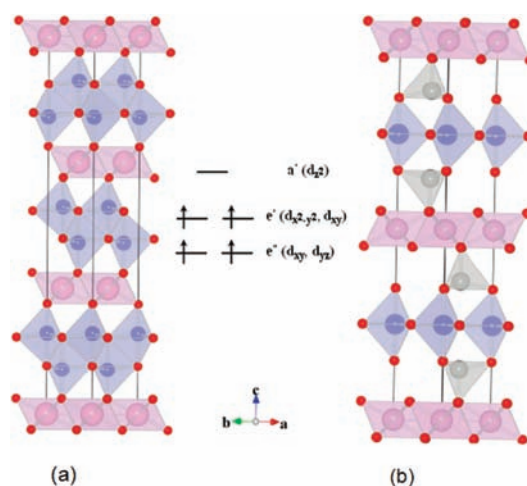 a' (dz2)
e' (dx2-y2, dxy)
e'' (dxy, dyz)
c
b a
(a) (b)